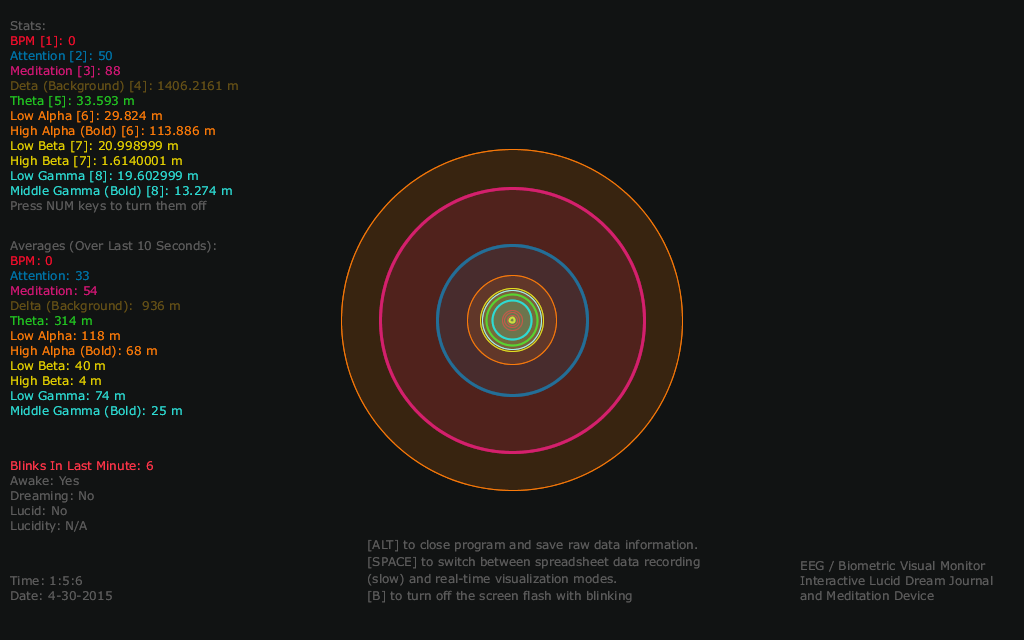 Stats:
BPM [1]: 0
Attention [2]: 50
Meditation [3]: 88
Deta (Background) [4]: 1406.2161 m
Theta [5]: 33.593 m
Low Alpha [6]: 29.824 m
High Alpha (Bold) [6]: 113.886 m
Low Beta [7]: 20.998999 m
High Beta [7]: 1.6140001 m
Low Gamma [8]: 19.602999 m
Middle Gamma (Bold) [8]: 13.274 m
Press NUM keys to turn them off
Averages (Over Last 10 Seconds):
BPM: 0
Attention: 33
Meditation: 54
Delta (Background):  936 m
Theta: 314 m
Low Alpha: 118 m
High Alpha (Bold): 68 m
Low Beta: 40 m
High Beta: 4 m
Low Gamma: 74 m
Middle Gamma (Bold): 25 m
Blinks In Last Minute: 6
Awake: Yes
Dreaming: No
Lucid: No
Lucidity: N/A
Time: 1:5:6
Date: 4-30-2015
[ALT] to close program and save raw data information.
[SPACE] to switch between spreadsheet data recording
(slow) and real-time visualization modes.
[B] to turn off the screen flash with blinking
EEG / Biometric Visual Monitor
Interactive Lucid Dream Journal
and Meditation Device